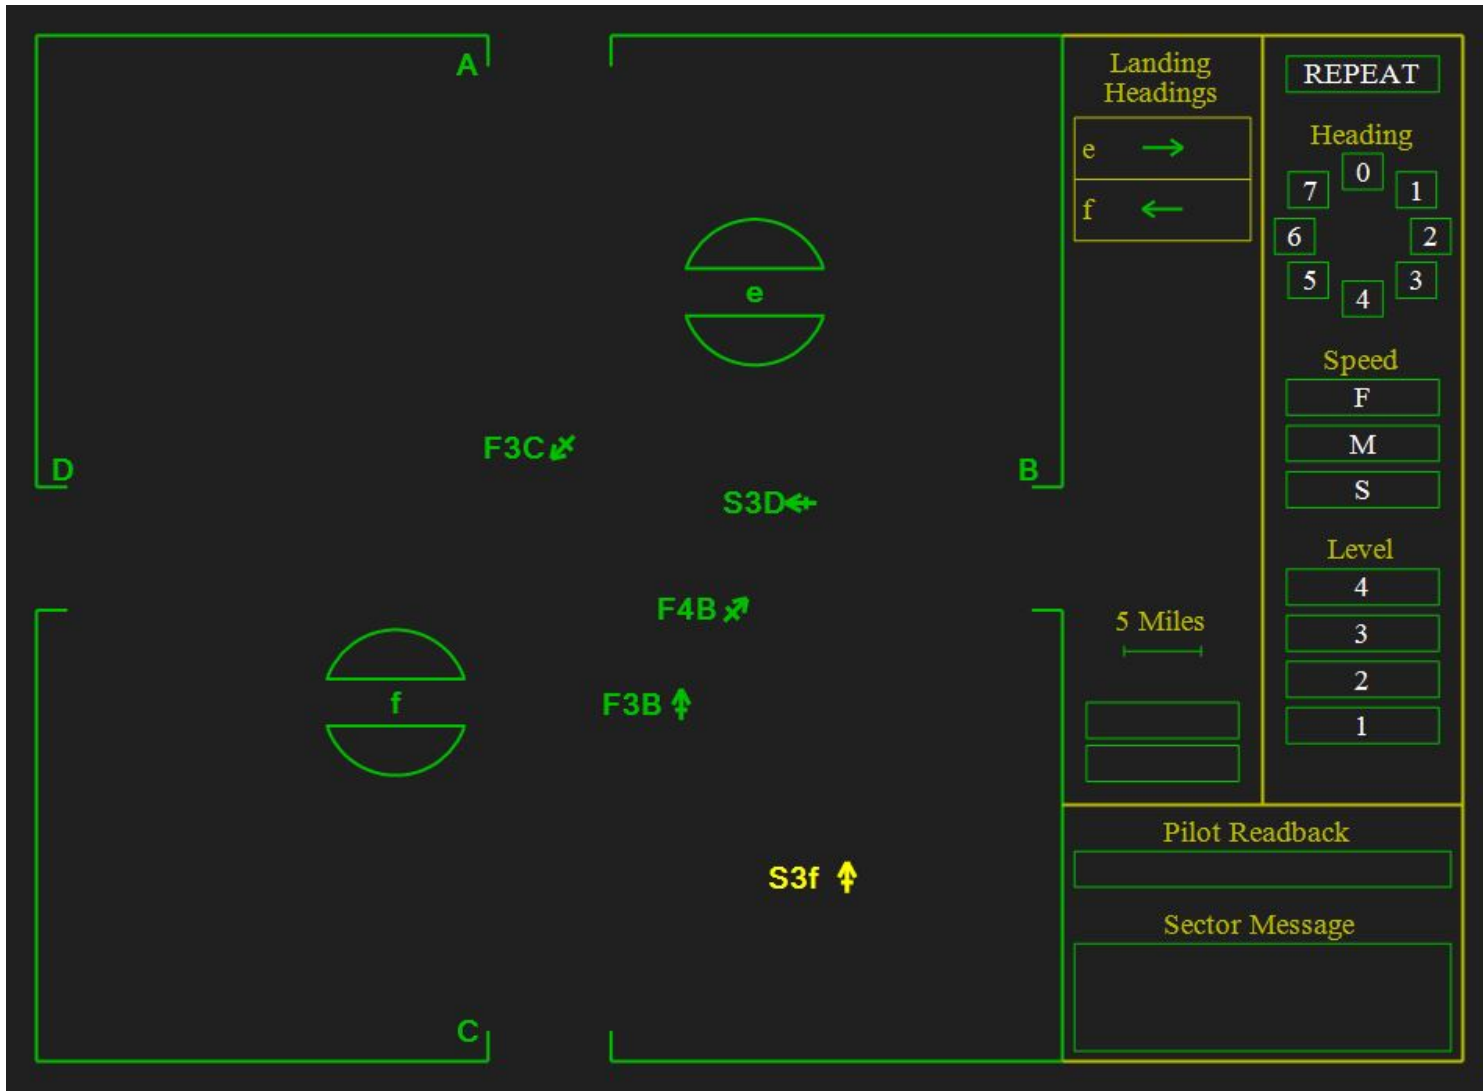 A
D
B
C
e
f
F3C
S3D
F4B
F3B
S3f
Landing
Headings
e
f
5 Miles
REPEAT
Heading
0
7 1
6 2
5 3
4
Speed
F
M
S
Level
4
3
2
1
Pilot Readback
Sector Message